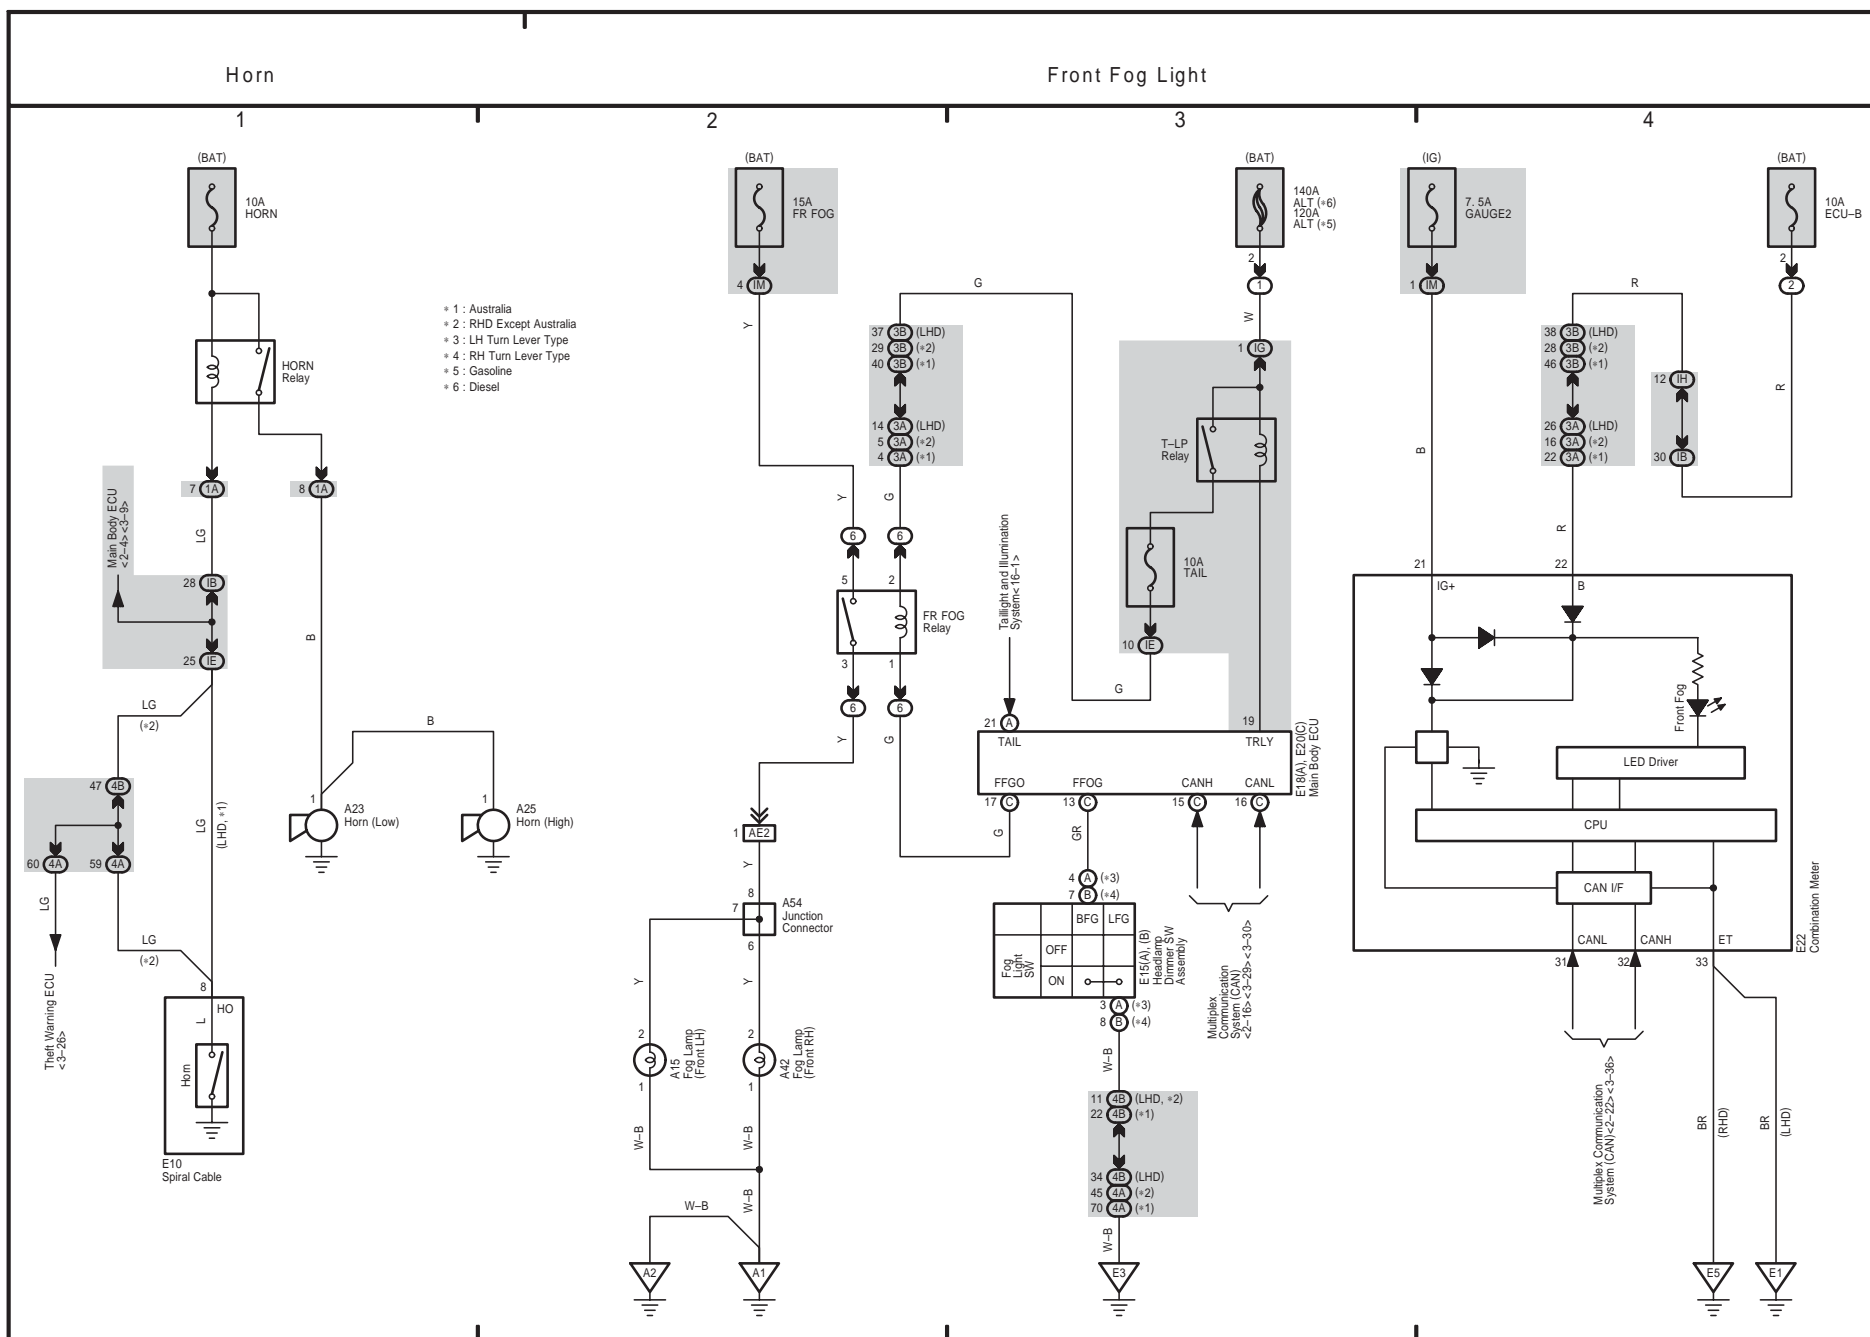 Horn
Front Fog Light
1
2
3
4
(BAT)
10A
HORN
HORN
Relay
7 1A
8 1A
LG
B
Main Body ECU
<2–4><3–9>
28 IB
25 IE
LG
(∗2)
47 4B
60 4A
59 4A
LG
LG
(∗2)
LG
(LHD, ∗1)
Theft Warning ECU
<3–26>
8
HO
L
Horn
E10
Spiral Cable
B
1
A23
Horn (Low)
1
A25
Horn (High)
∗ 1 : Australia
∗ 2 : RHD Except Australia
∗ 3 : LH Turn Lever Type
∗ 4 : RH Turn Lever Type
∗ 5 : Gasoline
∗ 6 : Diesel
(BAT)
15A
FR FOG
4 IM
Y
G
37 3B (LHD)
29 3B (∗2)
40 3B (∗1)
14 3A (LHD)
5 3A (∗2)
4 3A (∗1)
Y
G
6
6
5
2
FR FOG
Relay
3
1
6
6
Y
G
1 AE2
Y
8
7
A54
Junction
Connector
6
Y
Y
2
A15
Fog Lamp
(Front LH)
1
2
A42
Fog Lamp
(Front RH)
1
W–B
W–B
W–B
W–B
A2
A1
(BAT)
140A
ALT (∗6)
120A
ALT (∗5)
2
1
W
1 IG
T–LP
Relay
10A
TAIL
10 IE
G
Taillight and Illumination
System<16–1>
21 A
TAIL
19
TRLY
E18(A), E20(C)
Main Body ECU
FFGO
FFOG
CANH
CANL
17 C
13 C
15 C
16 C
G
GR
4 A (∗3)
7 B (∗4)
BFG
LFG
OFF
ON
Fog
Light
SW
E15(A), (B)
Headlamp
Dimmer SW
Assembly
3 A (∗3)
8 B (∗4)
W–B
11 4B (LHD, ∗2)
22 4B (∗1)
34 4B (LHD)
45 4A (∗2)
70 4A (∗1)
W–B
E3
Multiplex
Communication
System (CAN)
<2–16><3–29><3–30>
(IG)
7. 5A
GAUGE2
1 IM
B
(BAT)
10A
ECU–B
2
2
R
38 3B (LHD)
28 3B (∗2)
46 3B (∗1)
26 3A (LHD)
16 3A (∗2)
22 3A (∗1)
12 IH
30 IB
R
R
21
IG+
22
B
Front Fog
LED Driver
CPU
CAN I/F
CANL
CANH
ET
31
32
33
E22
Combination Meter
Multiplex Communication
System (CAN)<2–22><3–36>
BR
(RHD)
BR
(LHD)
E5
E1